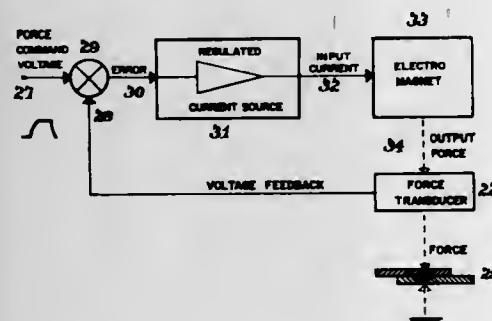 FORCE
COMMAND
VOLTAGE
27
29
28
ERROR
30
REGULATED
CURRENT SOURCE
31
INPUT
CURRENT
32
33
ELECTRO
MAGNET
34
OUTPUT
FORCE
VOLTAGE FEEDBACK
FORCE
TRANSDUCER
22
FORCE